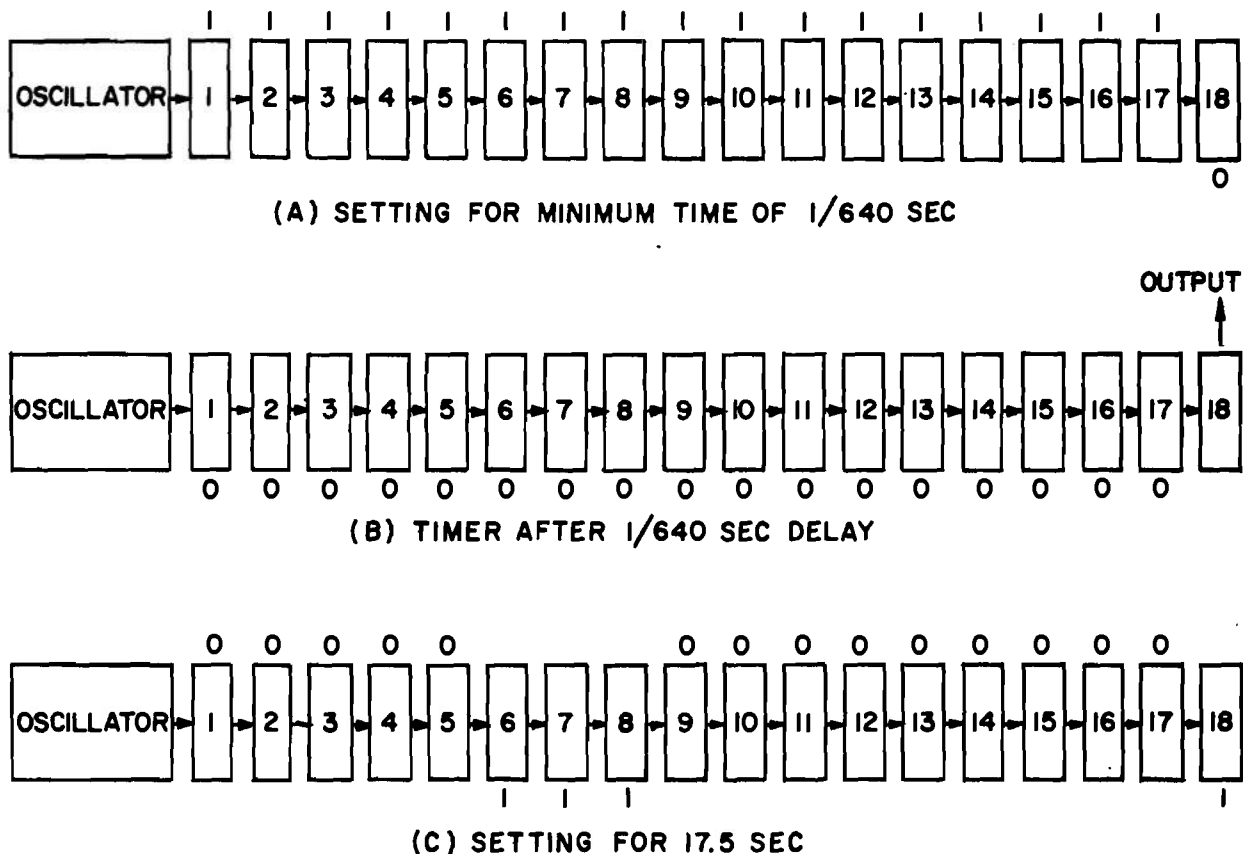 1 1 1 1 1 1 1 1 1 1 1 1 1 1 1 1 1
OSCILLATOR 1 2 3 4 5 6 7 8 9 10 11 12 13 14 15 16 17 18
0
(A) SETTING FOR MINIMUM TIME OF 1/640 SEC
OUTPUT
OSCILLATOR 1 2 3 4 5 6 7 8 9 10 11 12 13 14 15 16 17 18
0 0 0 0 0 0 0 0 0 0 0 0 0 0 0 0 0
(B) TIMER AFTER 1/640 SEC DELAY
0 0 0 0 0 0 0 0 0 0 0 0 0 0
OSCILLATOR 1 2 3 4 5 6 7 8 9 10 11 12 13 14 15 16 17 18
1 1 1 1
(C) SETTING FOR 17.5 SEC